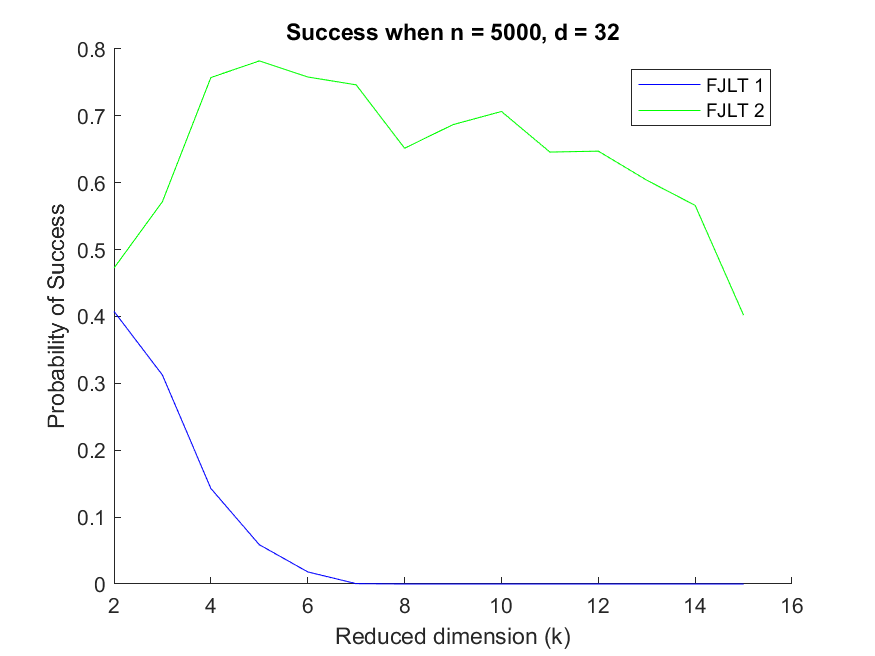 Success when n = 5000, d = 32
FJLT 1
FJLT 2
Probability of Success
0.8
0.7
0.6
0.5
0.4
0.3
0.2
0.1
0
2 4 6 8 10 12 14 16
Reduced dimension (k)